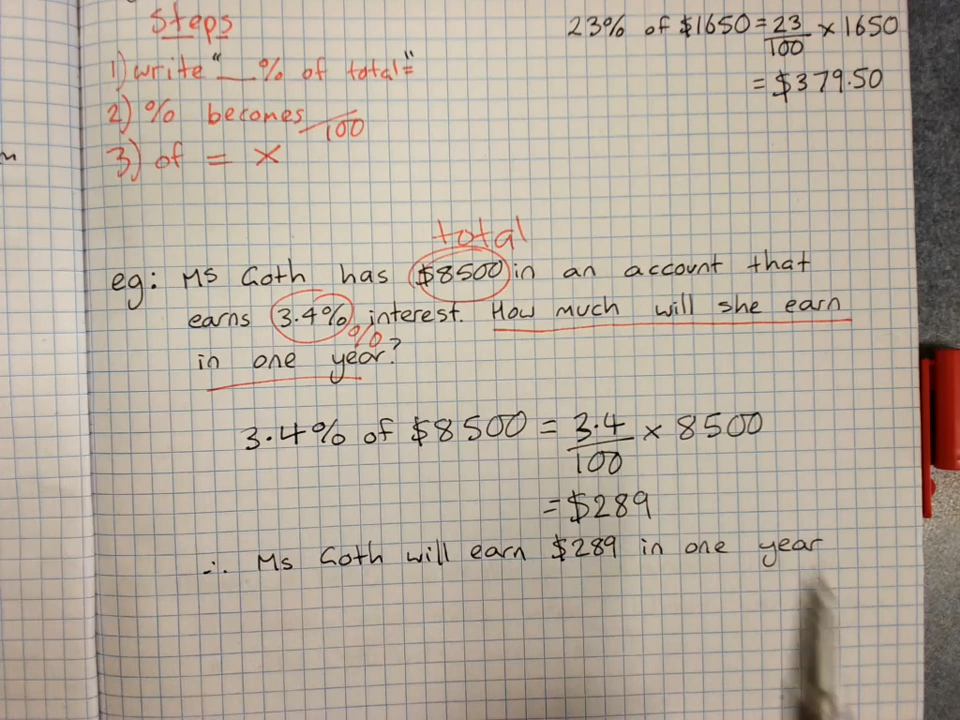 Steps
1) write "__% of total="
2) % becomes __/100
3) of = ×
23% of $1650 = 23/100 × 1650
= $379.50
total
eg: Ms Goth has $8500 in an account that
earns 3.4% interest. How much will she earn
%
in one year?
3.4% of $8500 = 3.4/100 × 8500
= $289
∴ Ms Goth will earn $289 in one year